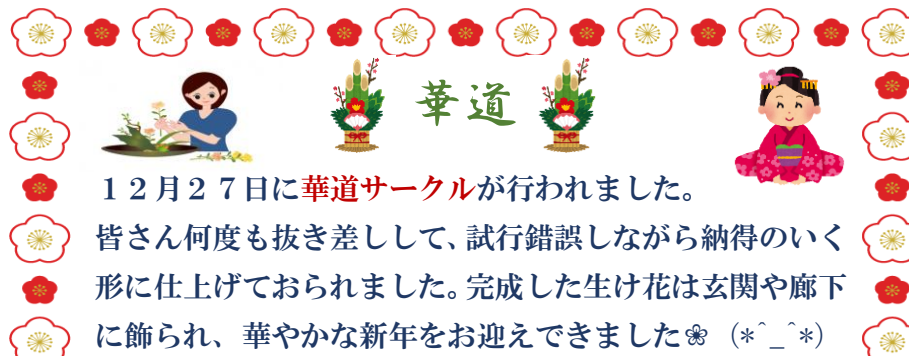 華道
１２月２７日に華道サークルが行われました。
皆さん何度も抜き差しして、試行錯誤しながら納得のいく
形に仕上げておられました。完成した生け花は玄関や廊下
に飾られ、華やかな新年をお迎えできました❀ (*^_^*)